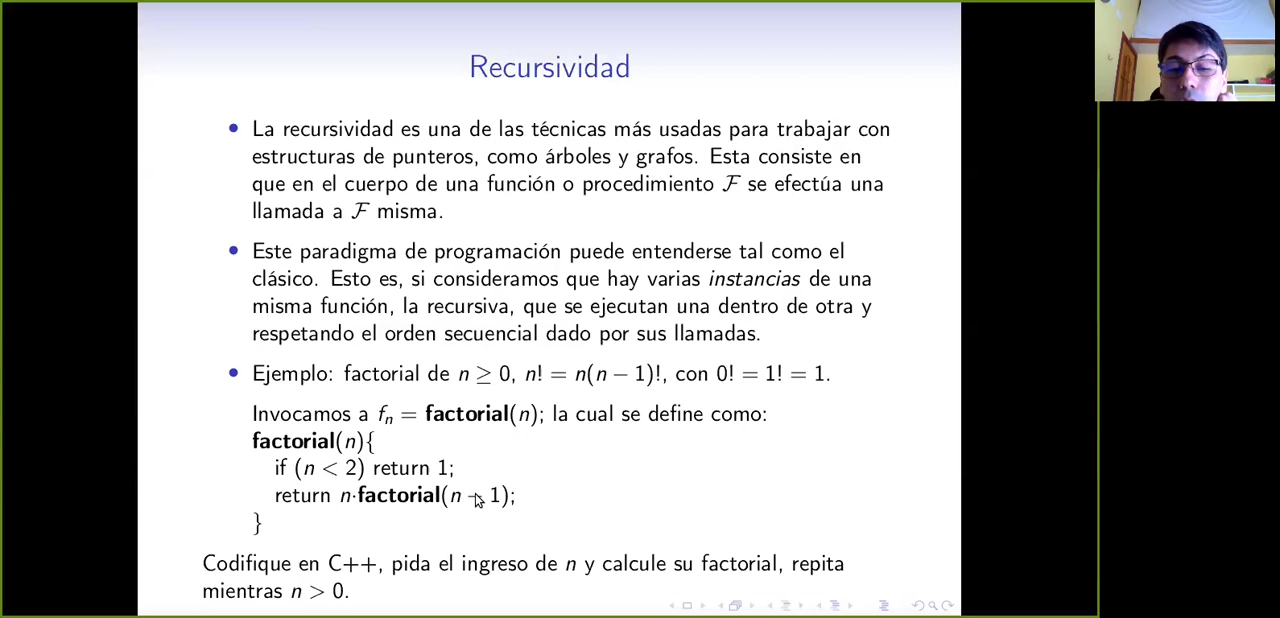 Recursividad
• La recursividad es una de las técnicas más usadas para trabajar con
estructuras de punteros, como árboles y grafos. Esta consiste en
que en el cuerpo de una función o procedimiento ℱ se efectúa una
llamada a ℱ misma.
• Este paradigma de programación puede entenderse tal como el
clásico. Esto es, si consideramos que hay varias instancias de una
misma función, la recursiva, que se ejecutan una dentro de otra y
respetando el orden secuencial dado por sus llamadas.
• Ejemplo: factorial de n ≥ 0, n! = n(n − 1)!, con 0! = 1! = 1.
Invocamos a fₙ = factorial(n); la cual se define como:
factorial(n){
if (n < 2) return 1;
return n·factorial(n − 1);
}
Codifique en C++, pida el ingreso de n y calcule su factorial, repita
mientras n > 0.